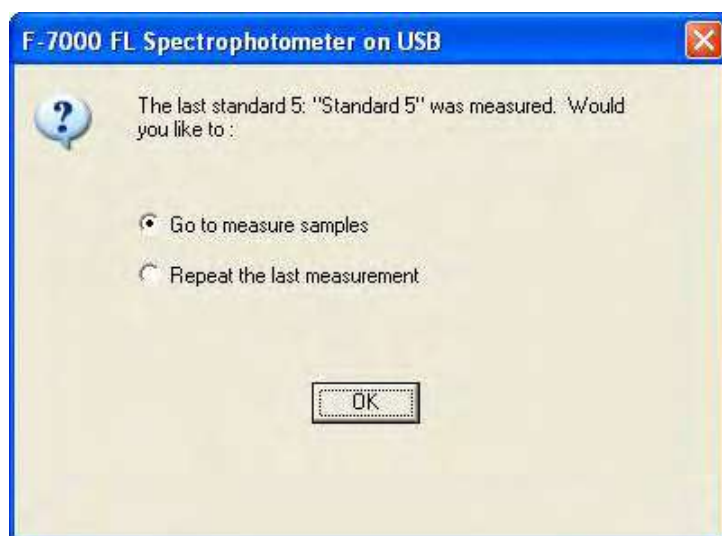 F-7000 FL Spectrophotometer on USB
The last standard 5: "Standard 5" was measured. Would
you like to :
Go to measure samples
Repeat the last measurement
OK